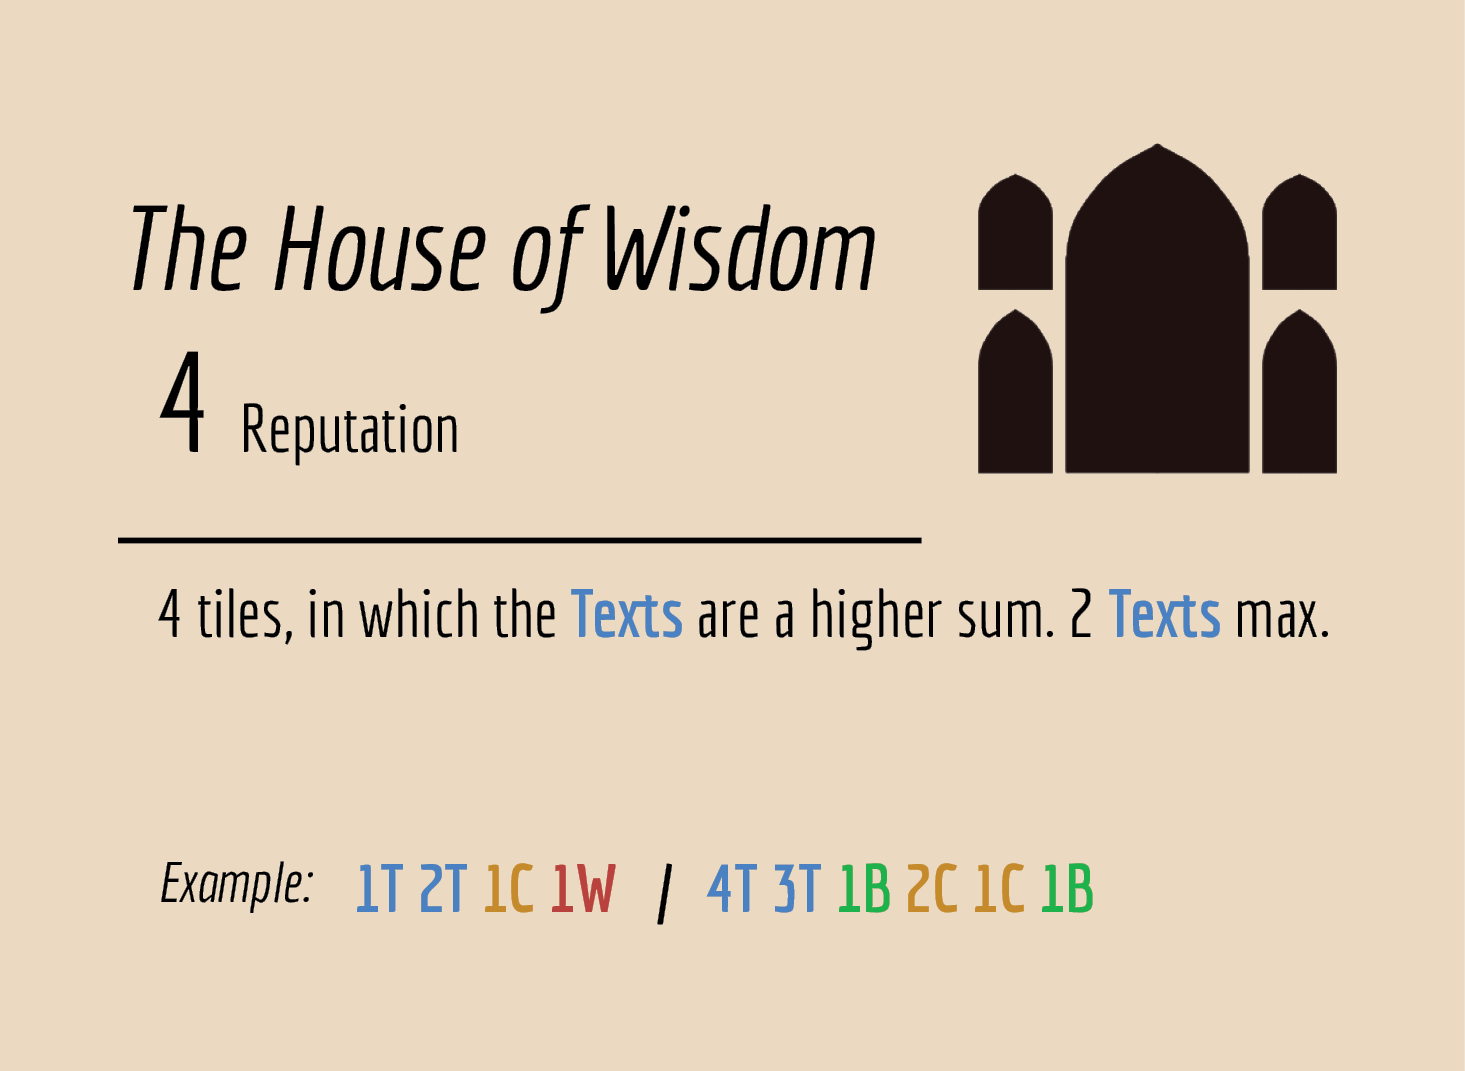 The House of Wisdom
4 Reputation
4 tiles, in which the Texts are a higher sum. 2 Texts max.
Example: 1T 2T 1C 1W / 4T 3T 1B 2C 1C 1B